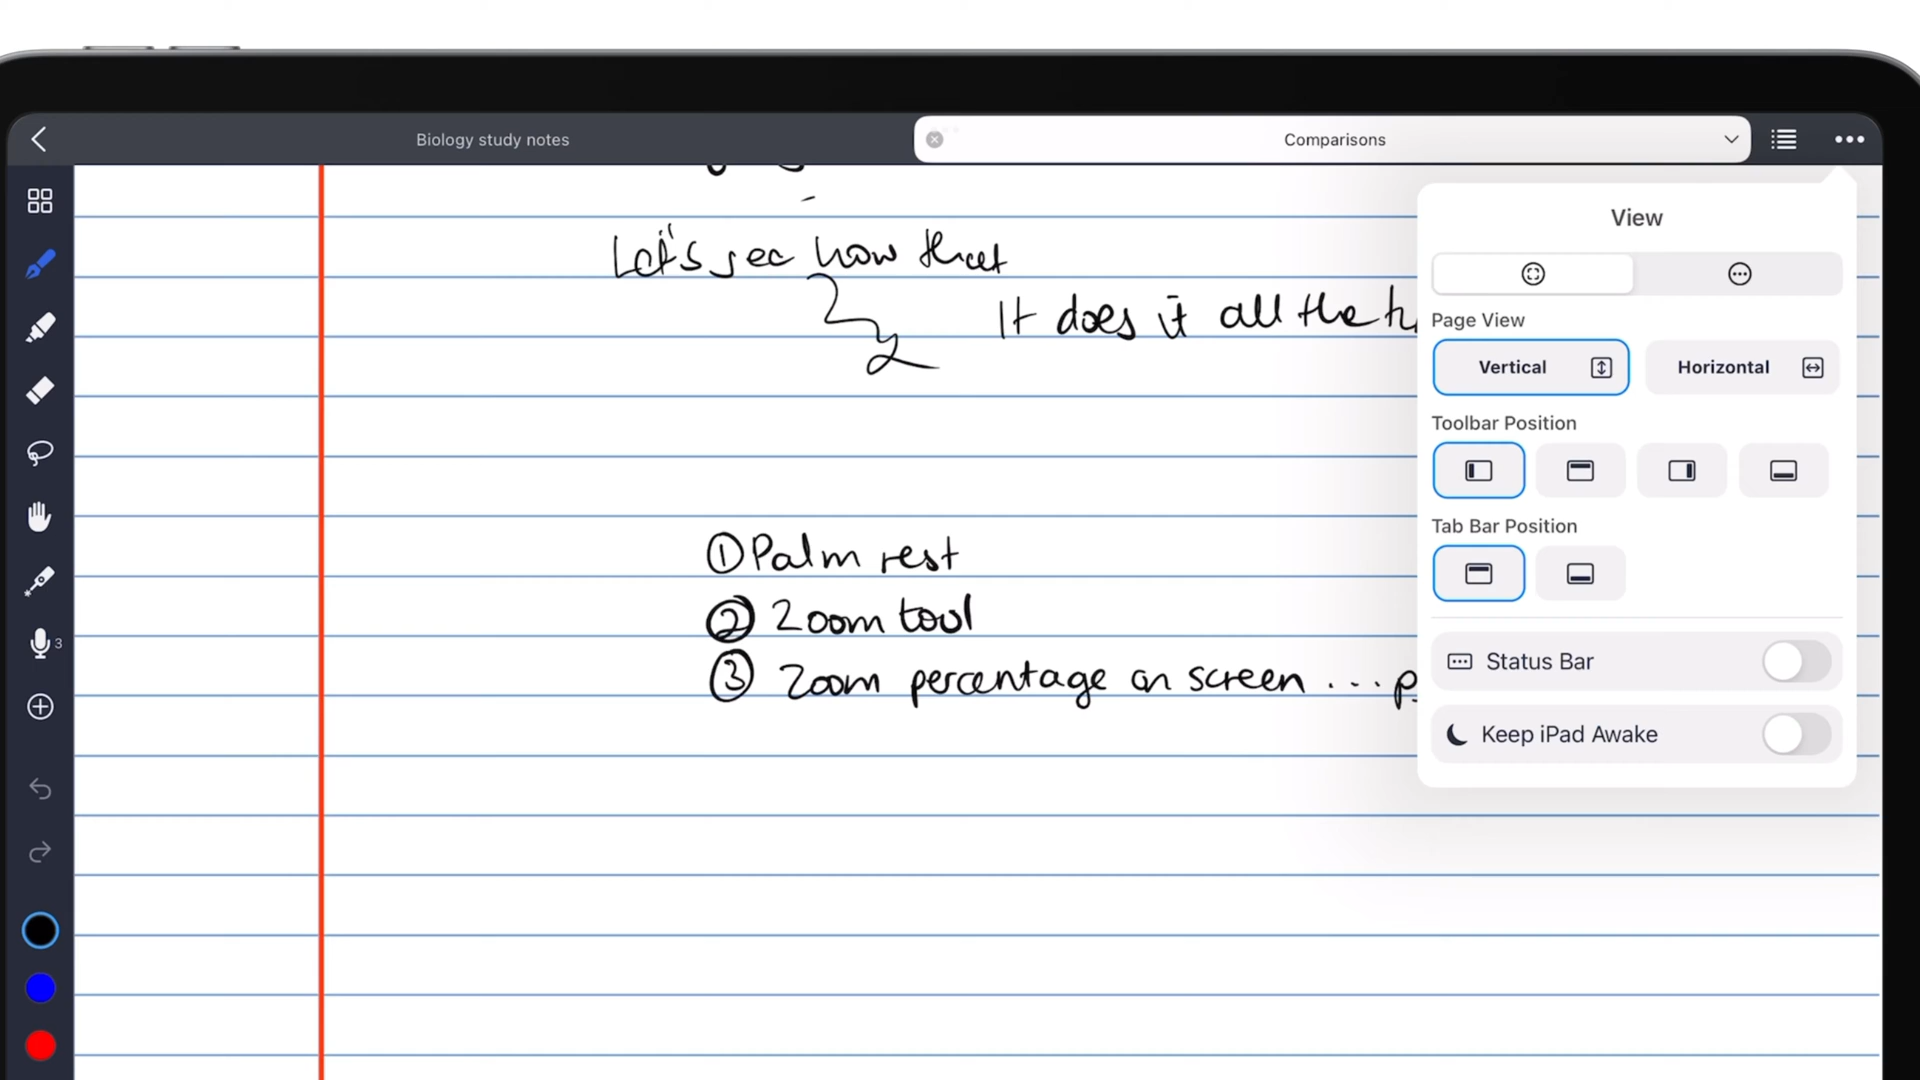 Biology study notes
Comparisons
View
Let's see how that
It does it all the
Page View
Vertical
Horizontal
Toolbar Position
Tab Bar Position
① Palm rest
② Zoom tool
③ Zoom percentage on screen ...
Status Bar
Keep iPad Awake
3